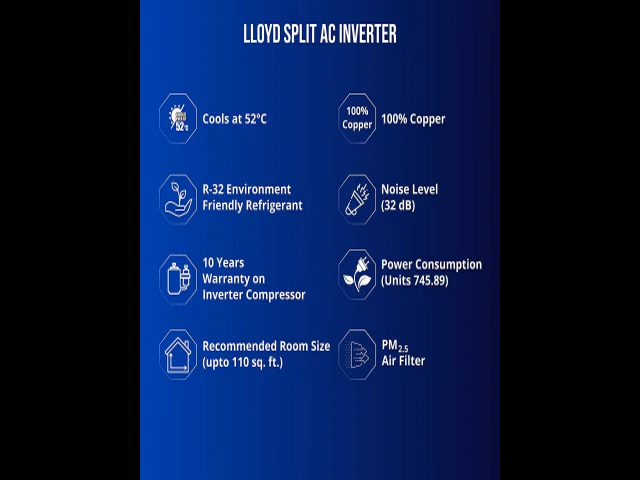 LLOYD SPLIT AC INVERTER
52°C
Cools at 52°C
100%
Copper
100% Copper
R-32 Environment
Friendly Refrigerant
Noise Level
(32 dB)
10 Years
Warranty on
Inverter Compressor
Power Consumption
(Units 745.89)
Recommended Room Size
(upto 110 sq. ft.)
PM2.5
Air Filter